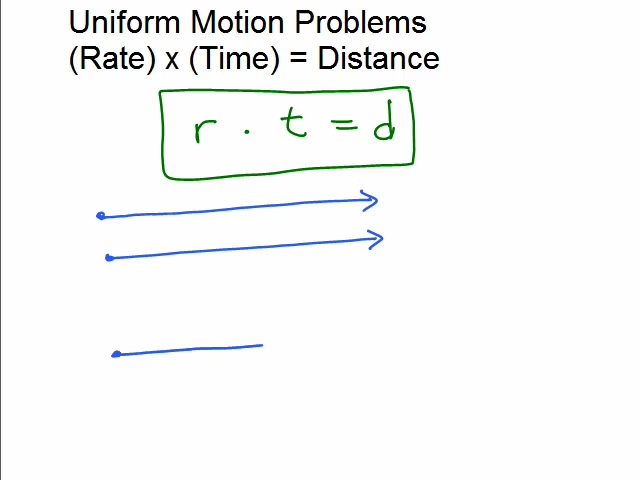 Uniform Motion Problems
(Rate) x (Time) = Distance
r · t = d